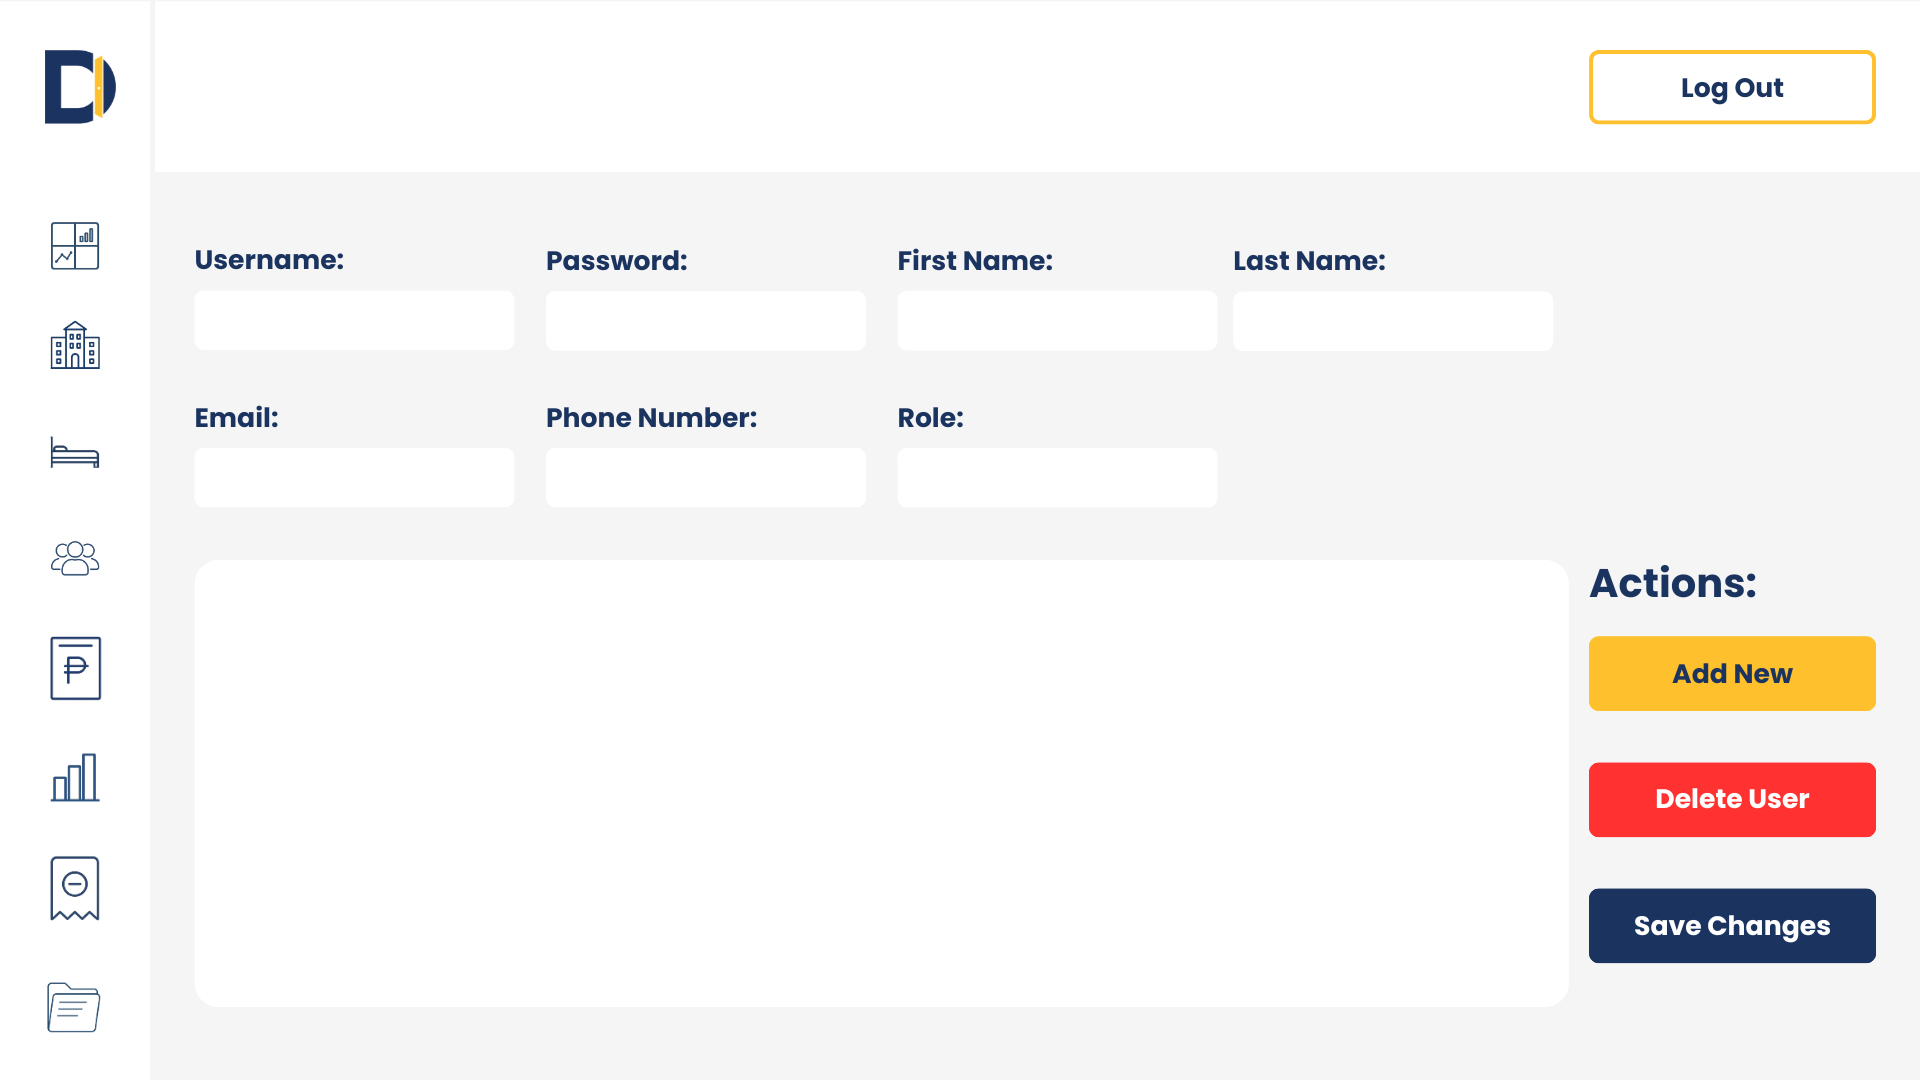 D
Log Out
Username:
Password:
First Name:
Last Name:
Email:
Phone Number:
Role:
Actions:
Add New
Delete User
Save Changes
₱